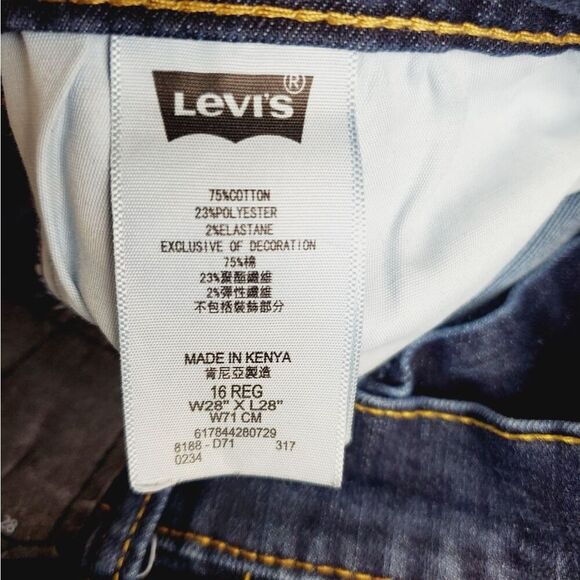 LEVI'S®
75%COTTON
23%POLYESTER
2%ELASTANE
EXCLUSIVE OF DECORATION
75%棉
23%聚酯纖維
2%彈性纖維
不包括裝飾部分
MADE IN KENYA
肯尼亞製造
16 REG
W28" X L28"
W71 CM
617844280729
8188 - D71 317
0234